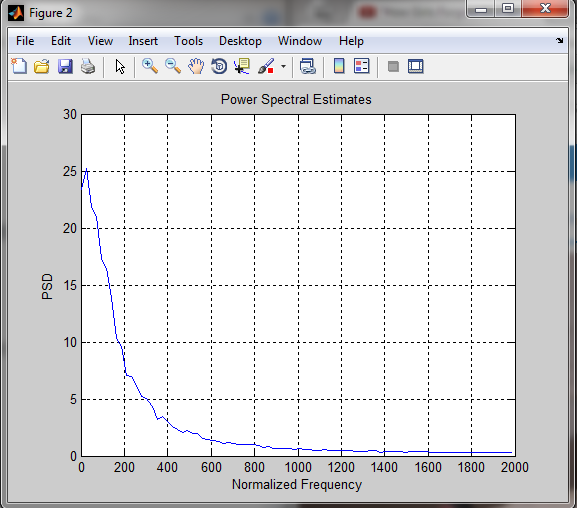 Figure 2
File Edit View Insert Tools Desktop Window Help
Power Spectral Estimates
30
25
20
15
10
5
0
PSD
0 200 400 600 800 1000 1200 1400 1600 1800 2000
Normalized Frequency